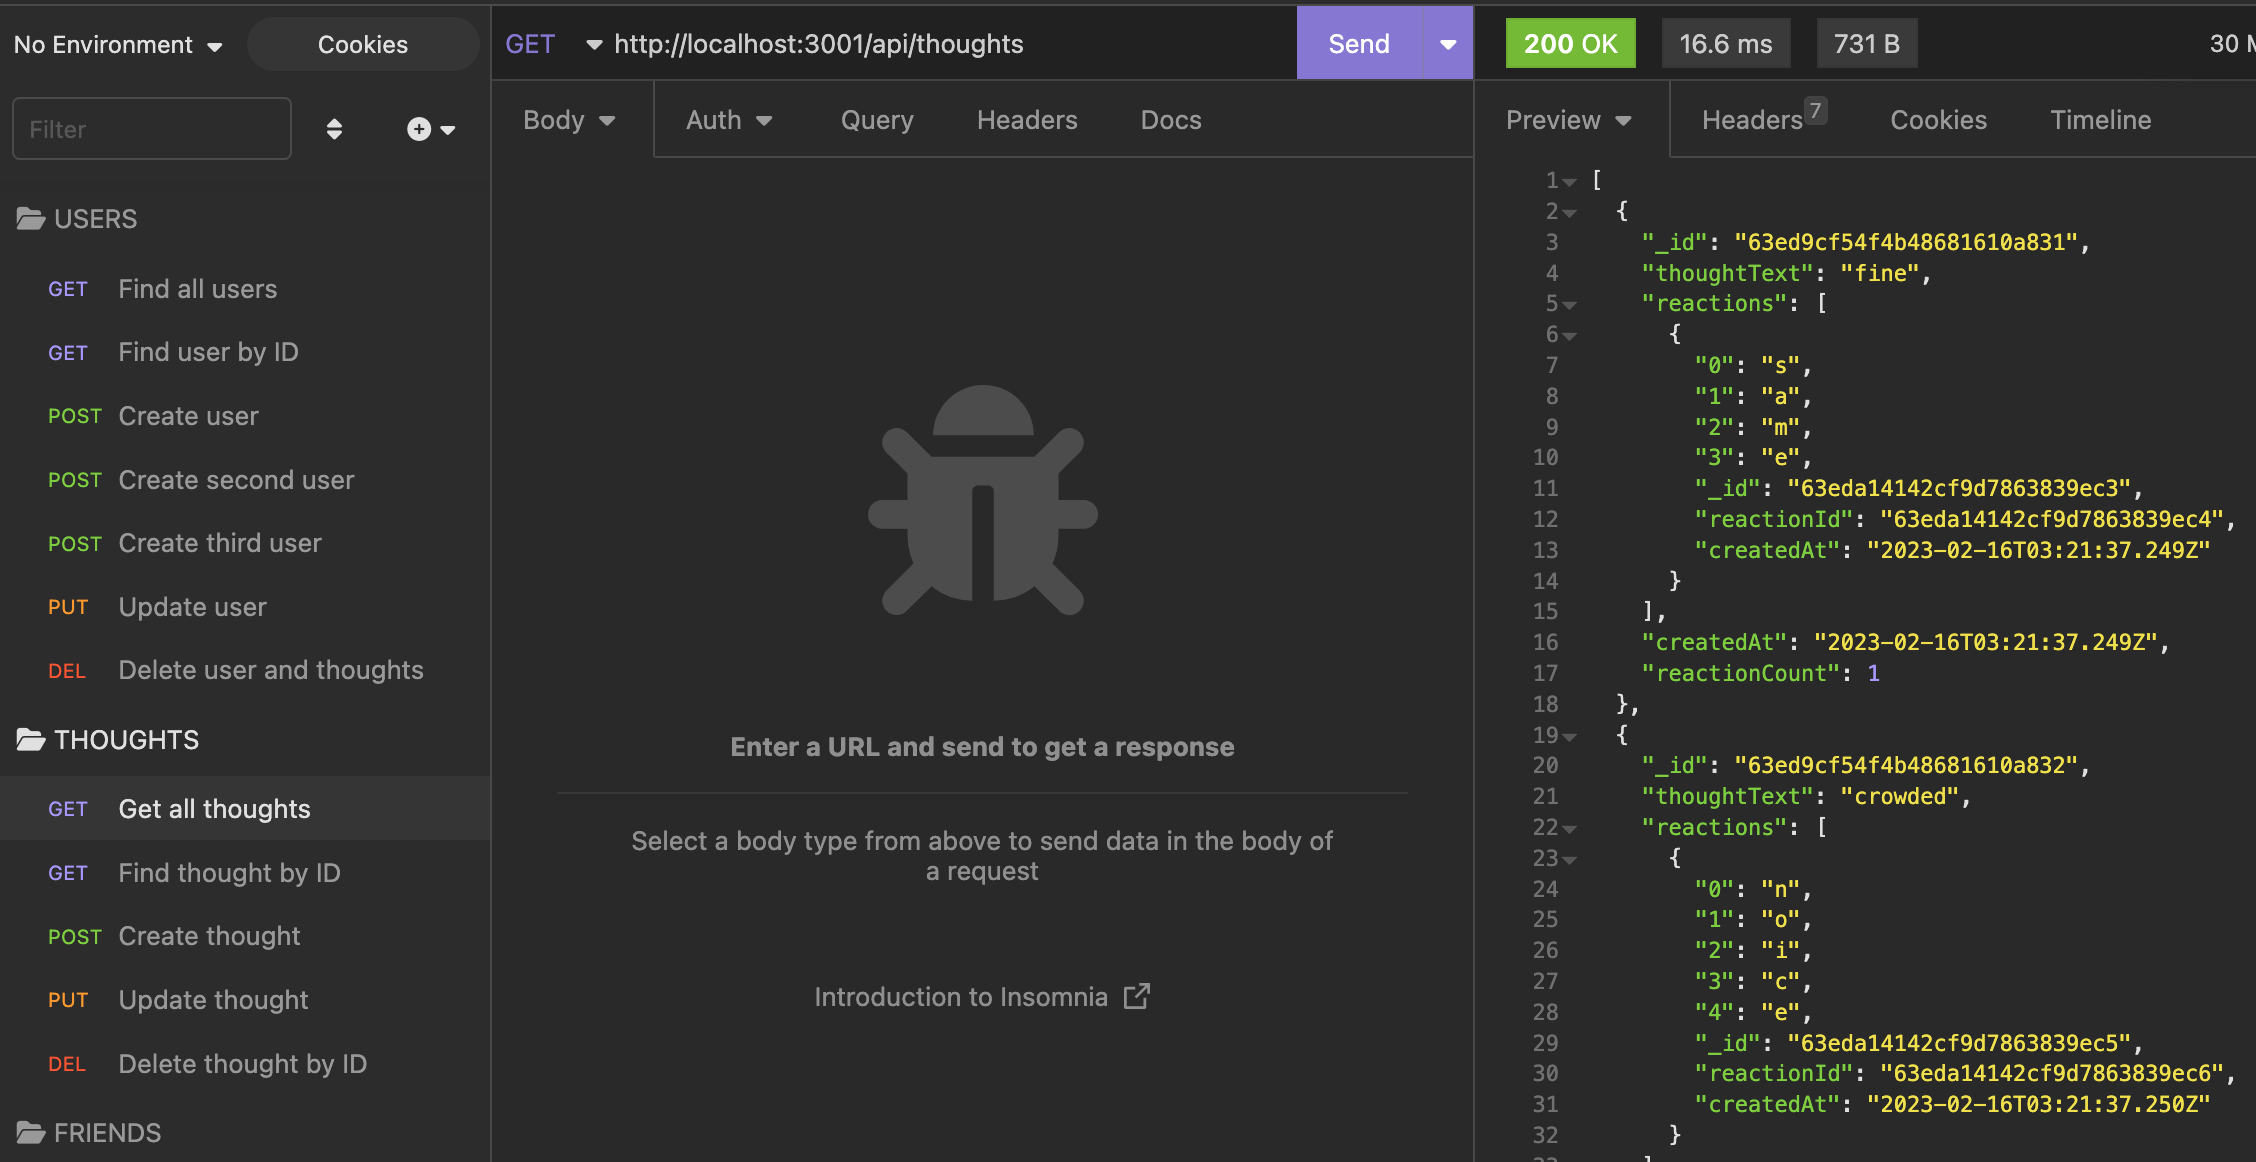 No Environment
Cookies
Filter
USERS
GET Find all users
GET Find user by ID
POST Create user
POST Create second user
POST Create third user
PUT Update user
DEL Delete user and thoughts
THOUGHTS
GET Get all thoughts
GET Find thought by ID
POST Create thought
PUT Update thought
DEL Delete thought by ID
FRIENDS
GET http://localhost:3001/api/thoughts Send
Body Auth Query Headers Docs
Enter a URL and send to get a response
Select a body type from above to send data in the body of
a request
Introduction to Insomnia
200 OK 16.6 ms 731 B 30
Preview Headers 7 Cookies Timeline
1 [
2 {
3 "_id": "63ed9cf54f4b48681610a831",
4 "thoughtText": "fine",
5 "reactions": [
6 {
7 "0": "s",
8 "1": "a",
9 "2": "m",
10 "3": "e",
11 "_id": "63eda14142cf9d7863839ec3",
12 "reactionId": "63eda14142cf9d7863839ec4",
13 "createdAt": "2023-02-16T03:21:37.249Z"
14 }
15 ],
16 "createdAt": "2023-02-16T03:21:37.249Z",
17 "reactionCount": 1
18 },
19 {
20 "_id": "63ed9cf54f4b48681610a832",
21 "thoughtText": "crowded",
22 "reactions": [
23 {
24 "0": "n",
25 "1": "o",
26 "2": "i",
27 "3": "c",
28 "4": "e",
29 "_id": "63eda14142cf9d7863839ec5",
30 "reactionId": "63eda14142cf9d7863839ec6",
31 "createdAt": "2023-02-16T03:21:37.250Z"
32 }